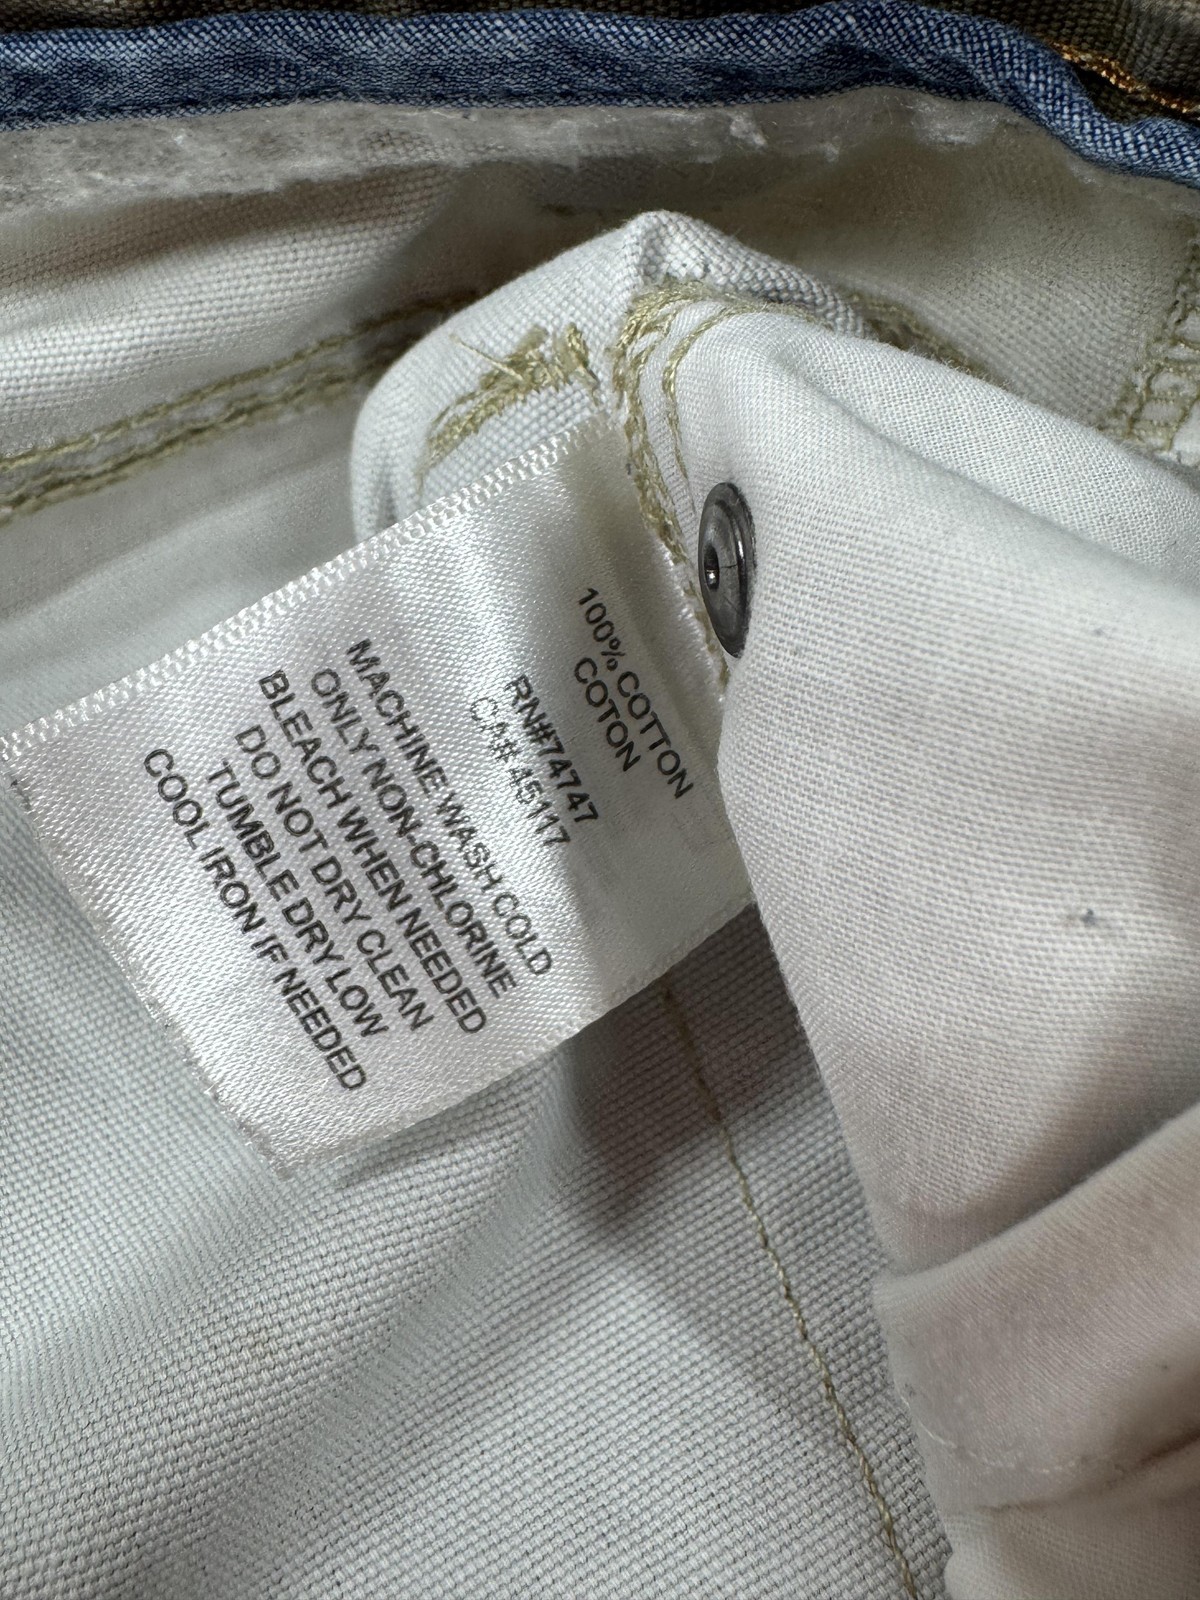 100% COTTON
COTON
RN#74747
CA# 45117
MACHINE WASH COLD
ONLY NON-CHLORINE
BLEACH WHEN NEEDED
DO NOT DRY CLEAN
TUMBLE DRY LOW
COOL IRON IF NEEDED